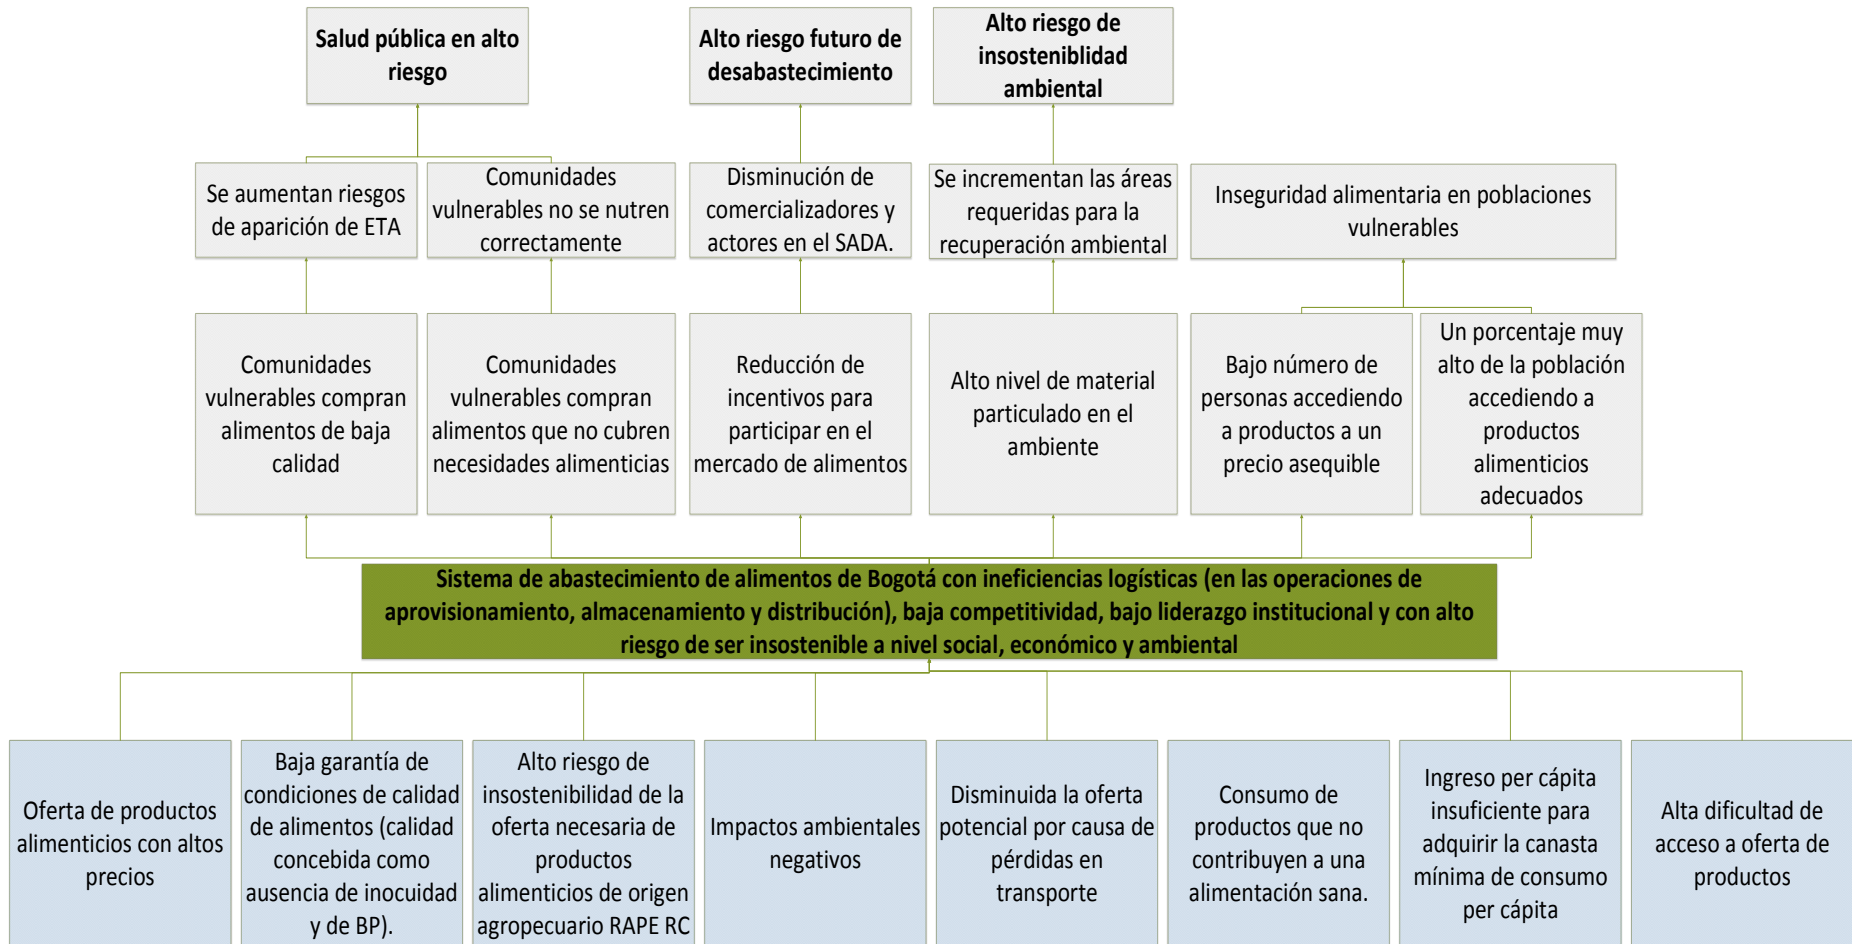 Salud pública en alto
riesgo
Alto riesgo futuro de
desabastecimiento
Alto riesgo de
insosteniblidad
ambiental
Se aumentan riesgos
de aparición de ETA
Comunidades
vulnerables no se nutren
correctamente
Disminución de
comercializadores y
actores en el SADA.
Se incrementan las áreas
requeridas para la
recuperación ambiental
Inseguridad alimentaria en poblaciones
vulnerables
Comunidades
vulnerables compran
alimentos de baja
calidad
Comunidades
vulnerables compran
alimentos que no cubren
necesidades alimenticias
Reducción de
incentivos para
participar en el
mercado de alimentos
Alto nivel de material
particulado en el
ambiente
Bajo número de
personas accediendo
a productos a un
precio asequible
Un porcentaje muy
alto de la población
accediendo a
productos
alimenticios
adecuados
Sistema de abastecimiento de alimentos de Bogotá con ineficiencias logísticas (en las operaciones de
aprovisionamiento, almacenamiento y distribución), baja competitividad, bajo liderazgo institucional y con alto
riesgo de ser insostenible a nivel social, económico y ambiental
Oferta de productos
alimenticios con altos
precios
Baja garantía de
condiciones de calidad
de alimentos (calidad
concebida como
ausencia de inocuidad
y de BP).
Alto riesgo de
insostenibilidad de la
oferta necesaria de
productos
alimenticios de origen
agropecuario RAPE RC
Impactos ambientales
negativos
Disminuida la oferta
potencial por causa de
pérdidas en
transporte
Consumo de
productos que no
contribuyen a una
alimentación sana.
Ingreso per cápita
insuficiente para
adquirir la canasta
mínima de consumo
per cápita
Alta dificultad de
acceso a oferta de
productos